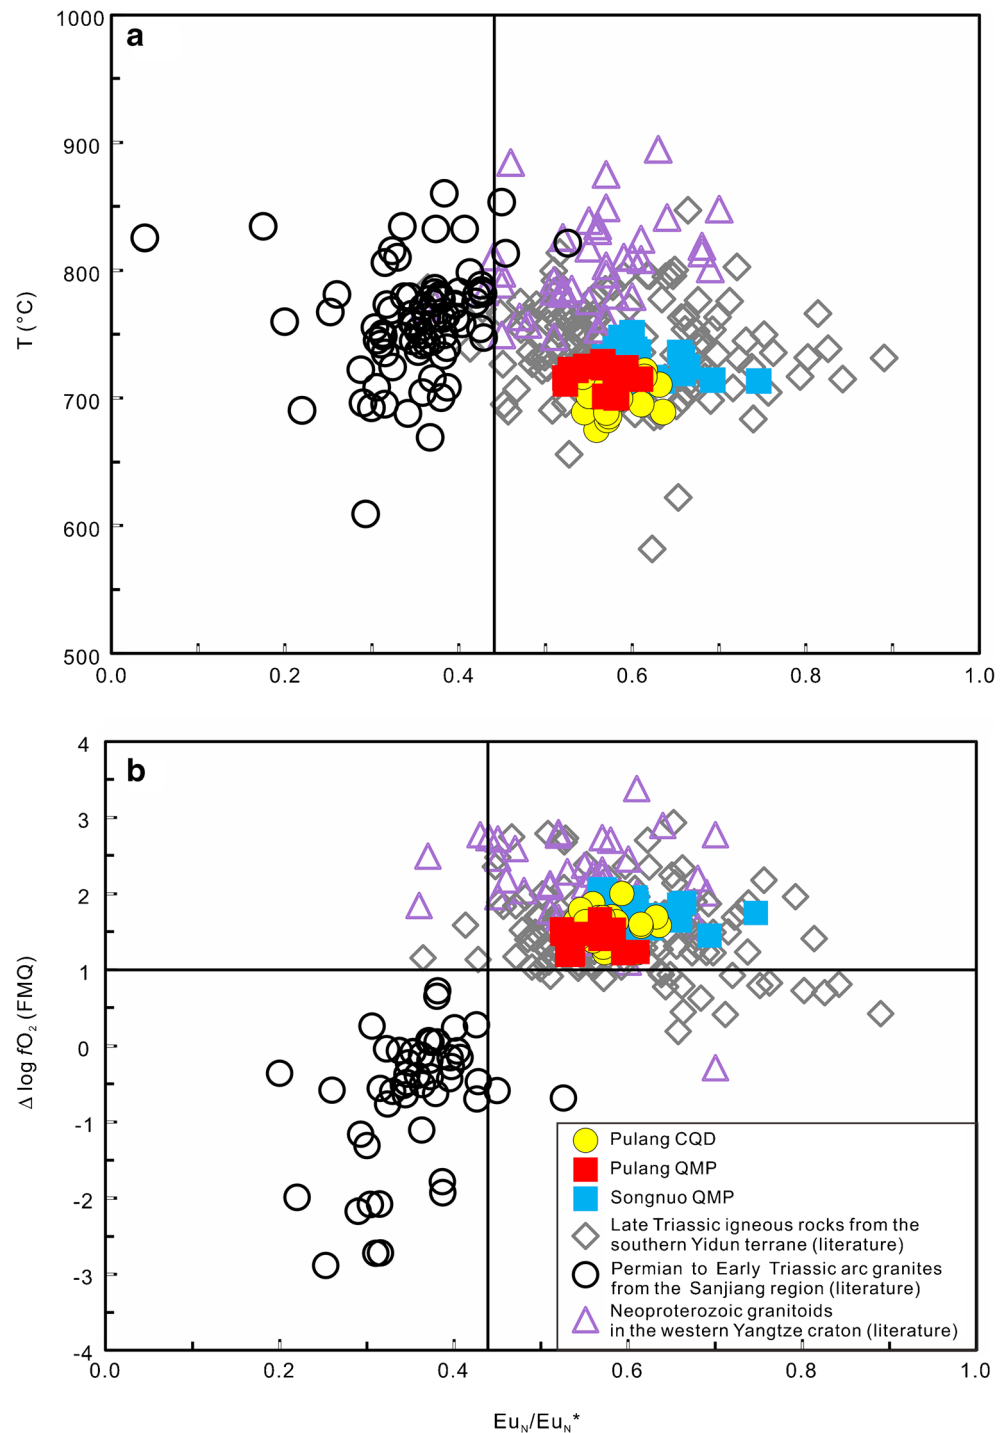 a
1000
900
800
700
600
500
T (°C)
0.0
0.2
0.4
0.6
0.8
1.0
b
4
3
2
1
0
-1
-2
-3
-4
Δ log fO₂ (FMQ)
Pulang CQD
Pulang QMP
Songnuo QMP
Late Triassic igneous rocks from the
southern Yidun terrane (literature)
Permian to Early Triassic arc granites
from the Sanjiang region (literature)
Neoproterozoic granitoids
in the western Yangtze craton (literature)
0.0
0.2
0.4
0.6
0.8
1.0
Eu_N/Eu_N*